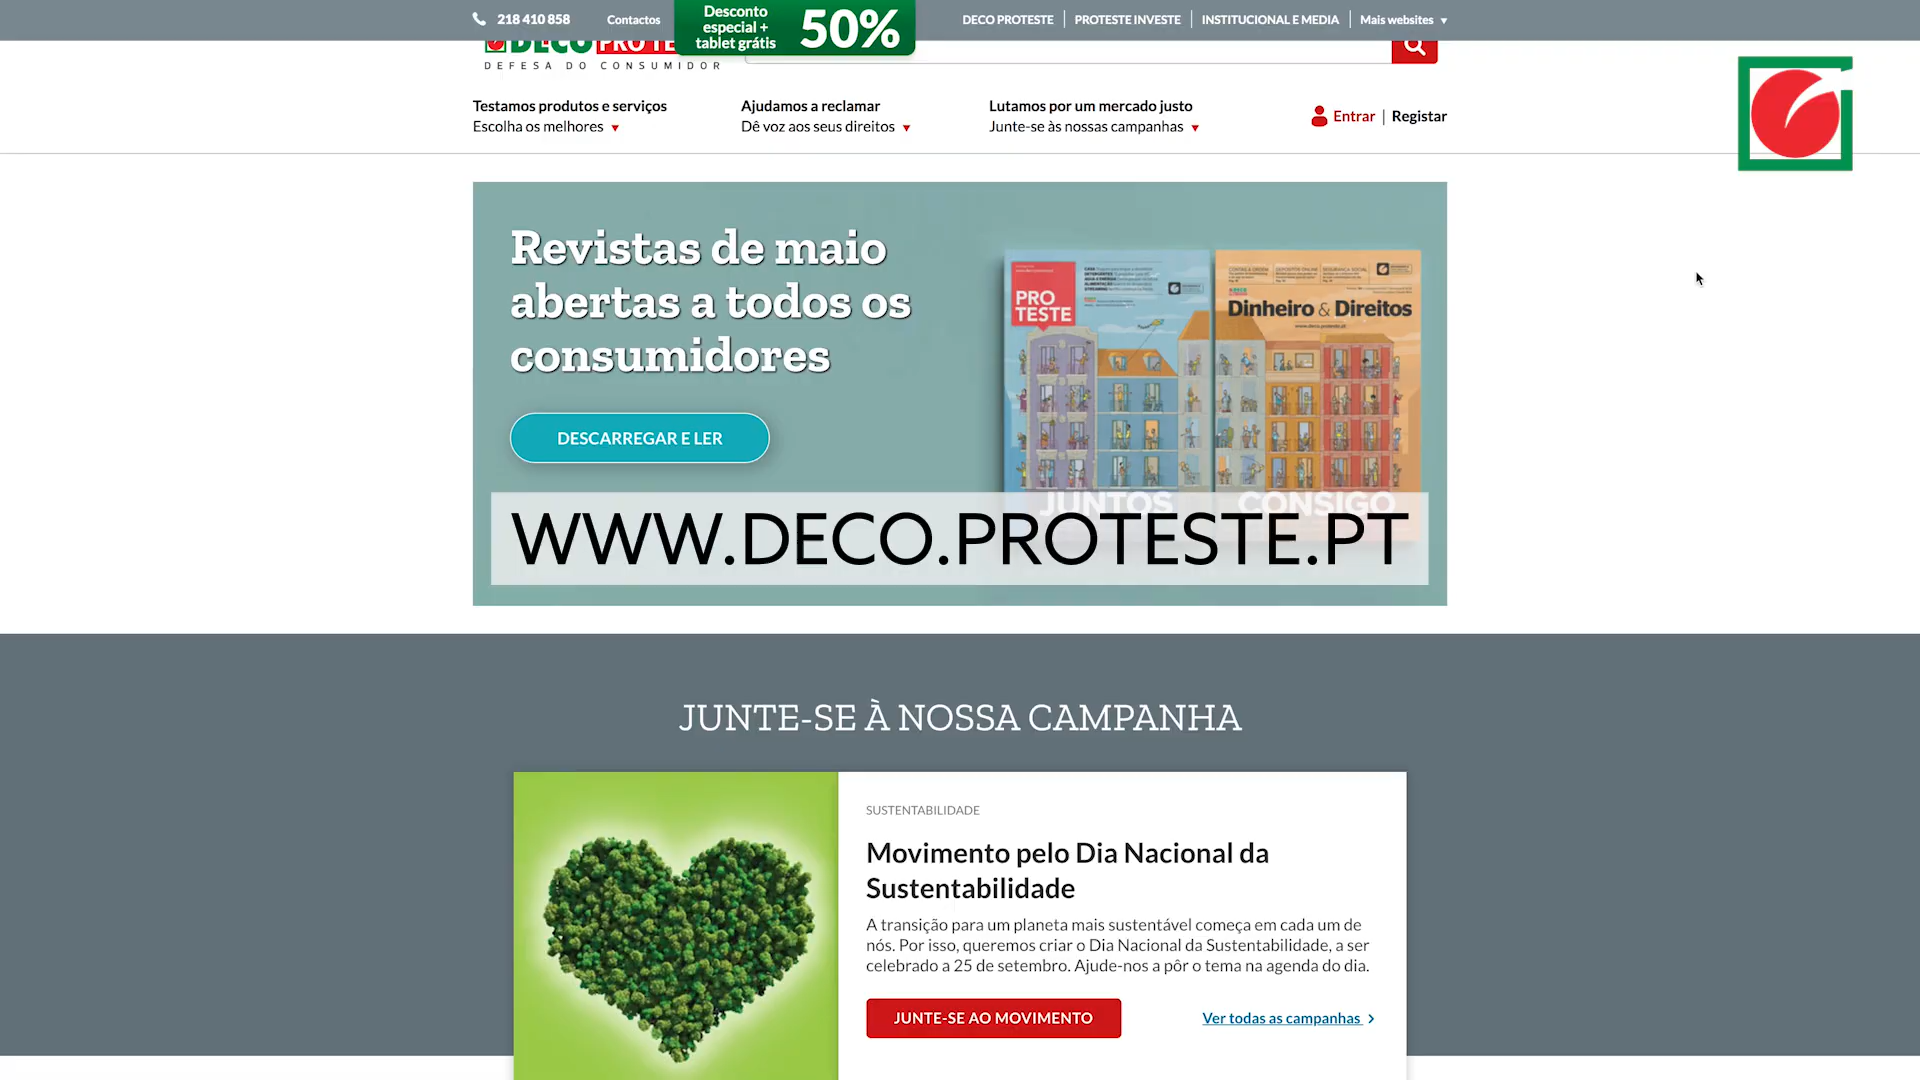 218 410 858
Contactos
Desconto
especial +
tablet grátis
50%
DECO PROTESTE
PROTESTE INVESTE
INSTITUCIONAL E MEDIA
Mais websites
DEFESA DO CONSUMIDOR
Testamos produtos e serviços
Escolha os melhores
Ajudamos a reclamar
Dê voz aos seus direitos
Lutamos por um mercado justo
Junte-se às nossas campanhas
Entrar | Registar
Revistas de maio
abertas a todos os
consumidores
DESCARREGAR E LER
PRO
TESTE
Dinheiro & Direitos
JUNTOS
CONSIGO
WWW.DECO.PROTESTE.PT
JUNTE-SE À NOSSA CAMPANHA
SUSTENTABILIDADE
Movimento pelo Dia Nacional da
Sustentabilidade
A transição para um planeta mais sustentável começa em cada um de
nós. Por isso, queremos criar o Dia Nacional da Sustentabilidade, a ser
celebrado a 25 de setembro. Ajude-nos a pôr o tema na agenda do dia.
JUNTE-SE AO MOVIMENTO
Ver todas as campanhas